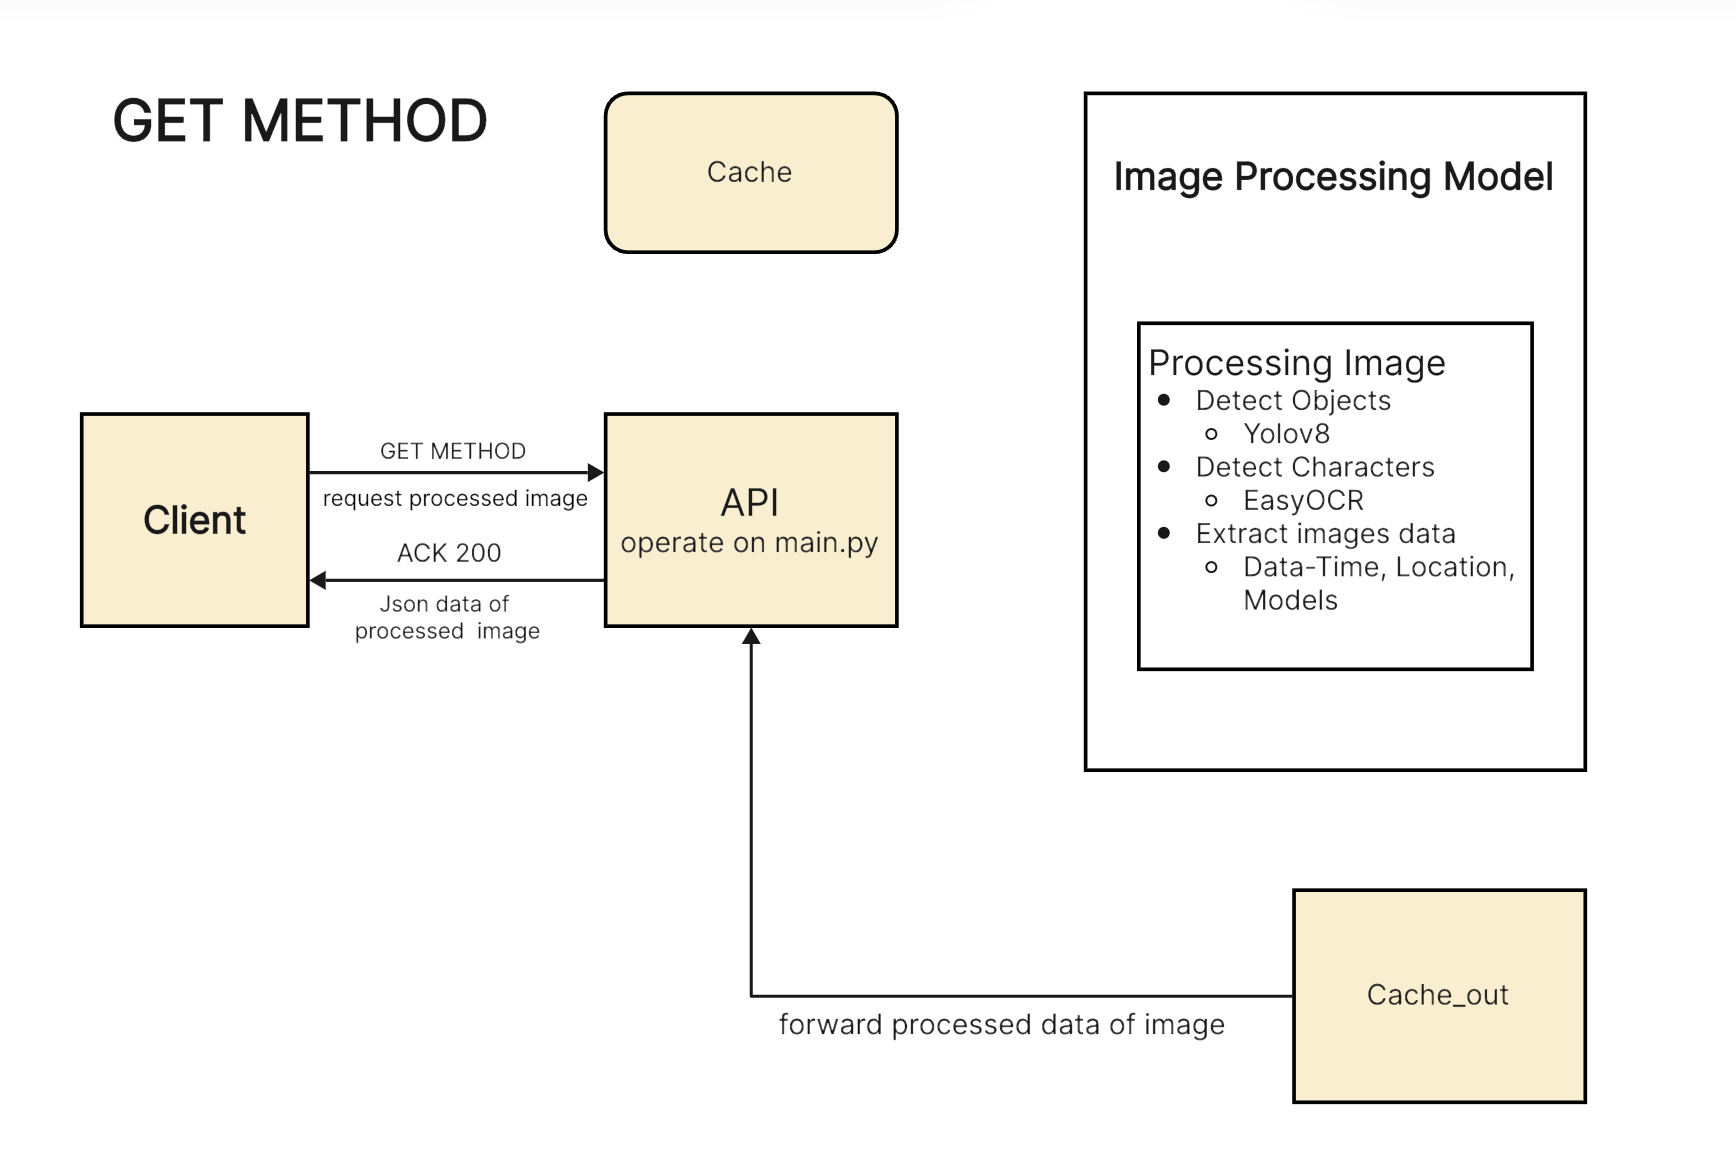 GET METHOD
Cache
Image Processing Model
Processing Image
Detect Objects
Yolov8
Detect Characters
EasyOCR
Extract images data
Data-Time, Location,
Models
Client
GET METHOD
request processed image
ACK 200
Json data of
processed image
API
operate on main.py
Cache_out
forward processed data of image